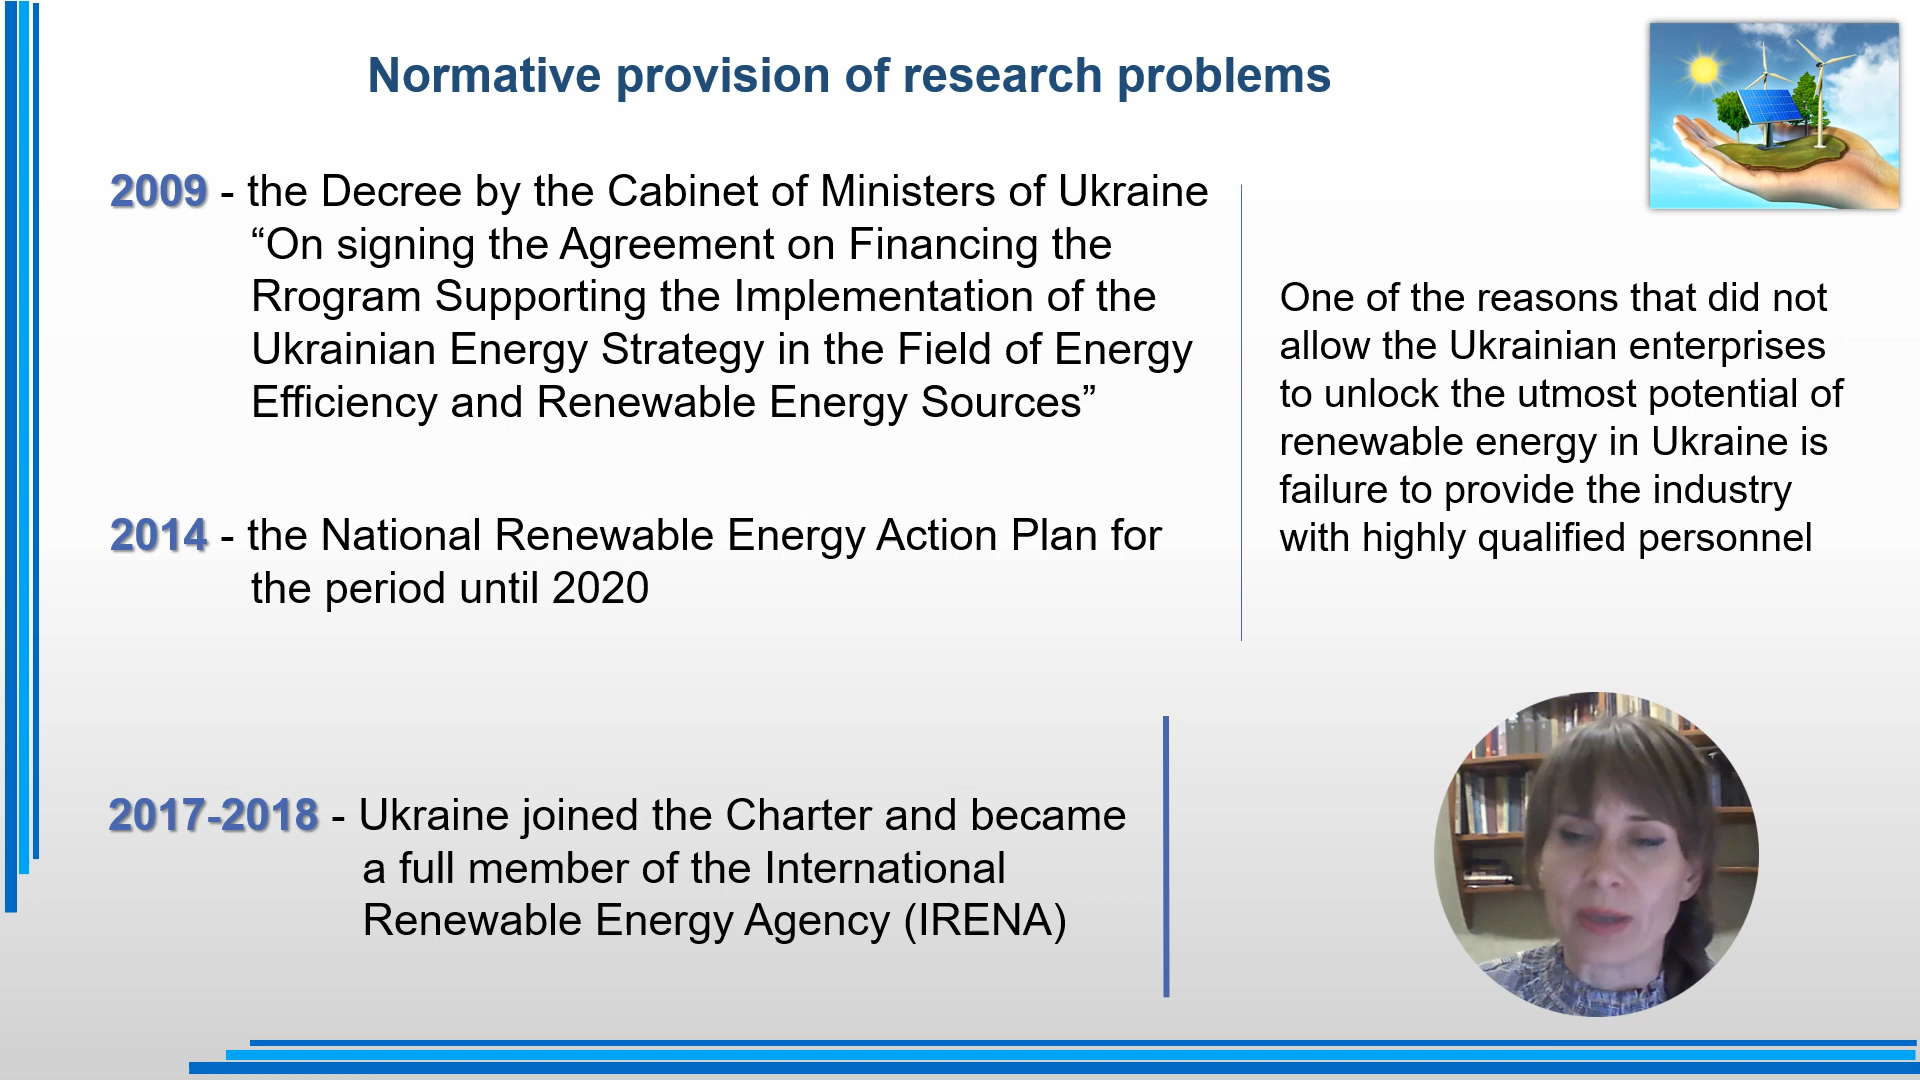 Normative provision of research problems
2009 - the Decree by the Cabinet of Ministers of Ukraine
“On signing the Agreement on Financing the
Rrogram Supporting the Implementation of the
Ukrainian Energy Strategy in the Field of Energy
Efficiency and Renewable Energy Sources”
2014 - the National Renewable Energy Action Plan for
the period until 2020
2017-2018 - Ukraine joined the Charter and became
a full member of the International
Renewable Energy Agency (IRENA)
One of the reasons that did not
allow the Ukrainian enterprises
to unlock the utmost potential of
renewable energy in Ukraine is
failure to provide the industry
with highly qualified personnel